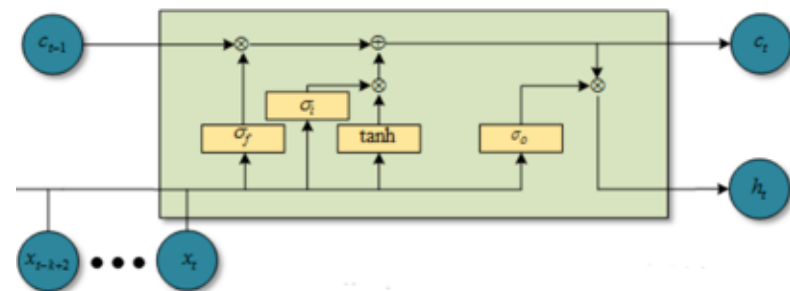 c_{t-1}
⊗
⊕
c_t
⊗
⊗
σ_i
σ_f
tanh
σ_o
h_t
x_{t-k+2}
•••
x_t